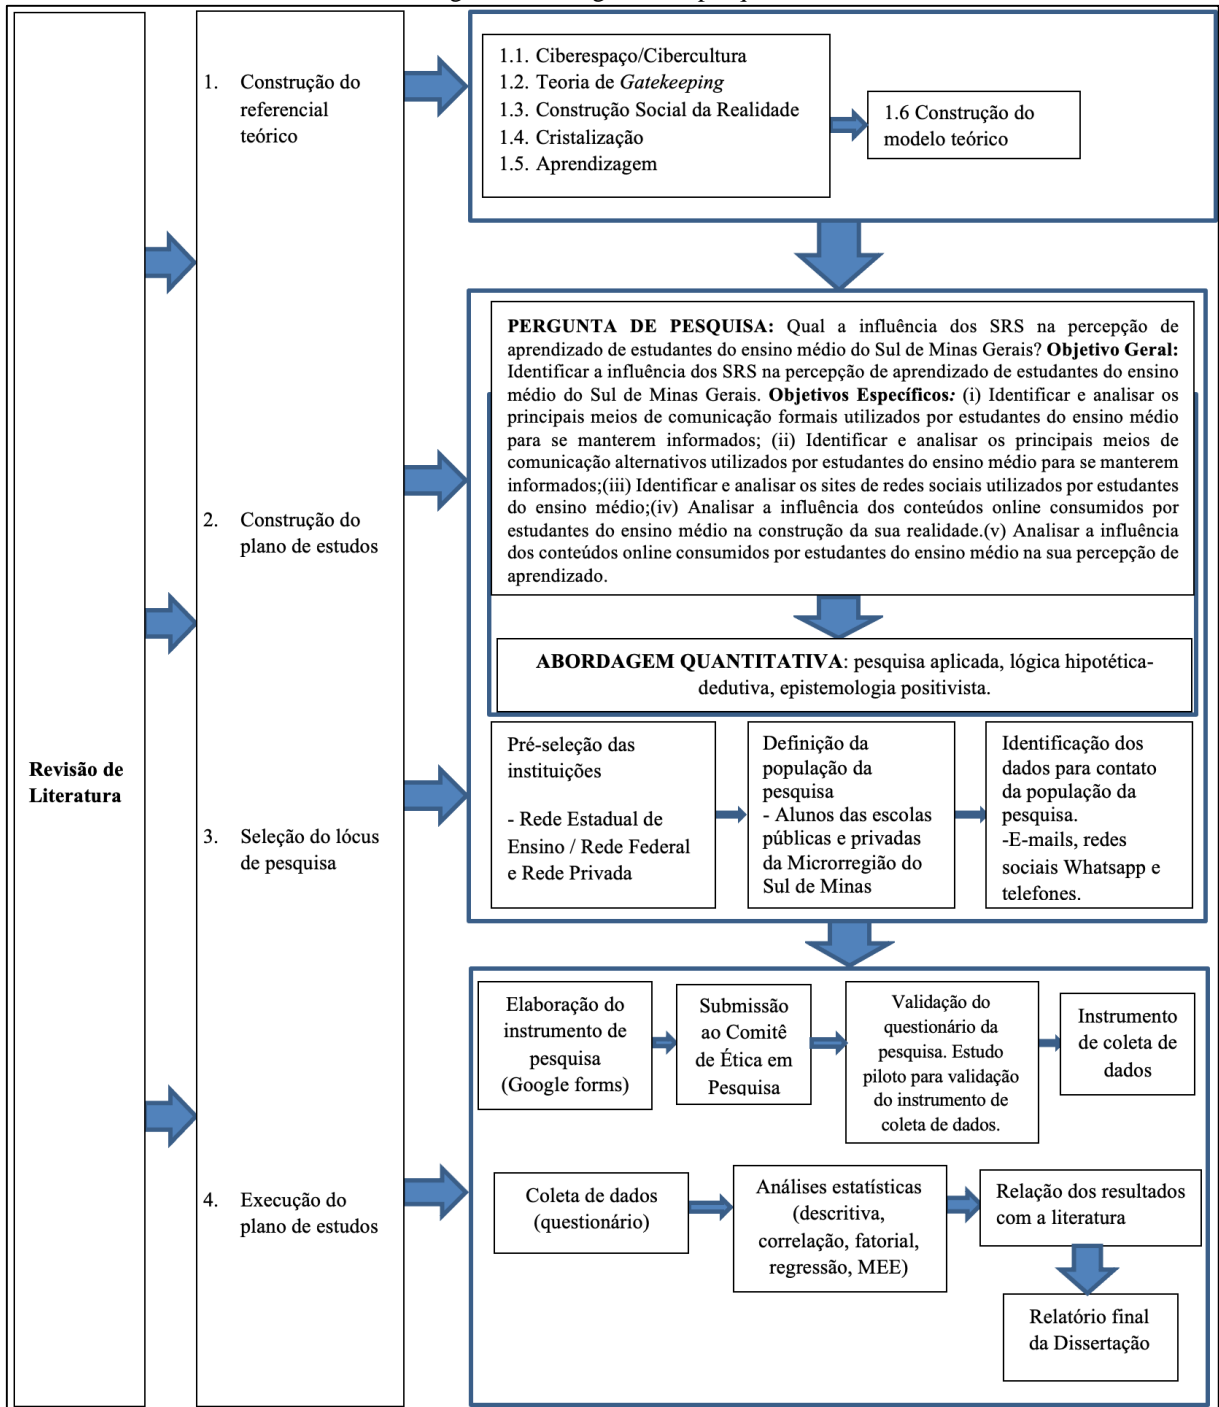 1. Construção do
referencial
teórico
1.1. Ciberespaço/Cibercultura
1.2. Teoria de Gatekeeping
1.3. Construção Social da Realidade
1.4. Cristalização
1.5. Aprendizagem
1.6 Construção do
modelo teórico
PERGUNTA DE PESQUISA: Qual a influência dos SRS na percepção de
aprendizado de estudantes do ensino médio do Sul de Minas Gerais? Objetivo Geral:
Identificar a influência dos SRS na percepção de aprendizado de estudantes do ensino
médio do Sul de Minas Gerais. Objetivos Específicos: (i) Identificar e analisar os
principais meios de comunicação formais utilizados por estudantes do ensino médio
para se manterem informados; (ii) Identificar e analisar os principais meios de
comunicação alternativos utilizados por estudantes do ensino médio para se manterem
informados;(iii) Identificar e analisar os sites de redes sociais utilizados por estudantes
do ensino médio;(iv) Analisar a influência dos conteúdos online consumidos por
estudantes do ensino médio na construção da sua realidade.(v) Analisar a influência
dos conteúdos online consumidos por estudantes do ensino médio na sua percepção de
aprendizado.
2. Construção do
plano de estudos
ABORDAGEM QUANTITATIVA: pesquisa aplicada, lógica hipotética-
dedutiva, epistemologia positivista.
Revisão de
Literatura
3. Seleção do lócus
de pesquisa
Pré-seleção das
instituições
- Rede Estadual de
Ensino / Rede Federal
e Rede Privada
Definição da
população da
pesquisa
- Alunos das escolas
públicas e privadas
da Microrregião do
Sul de Minas
Identificação dos
dados para contato
da população da
pesquisa.
-E-mails, redes
sociais Whatsapp e
telefones.
4. Execução do
plano de estudos
Elaboração do
instrumento de
pesquisa
(Google forms)
Submissão
ao Comitê
de Ética em
Pesquisa
Validação do
questionário da
pesquisa. Estudo
piloto para validação
do instrumento de
coleta de dados.
Instrumento
de coleta de
dados
Coleta de dados
(questionário)
Análises estatísticas
(descritiva,
correlação, fatorial,
regressão, MEE)
Relação dos resultados
com a literatura
Relatório final
da Dissertação